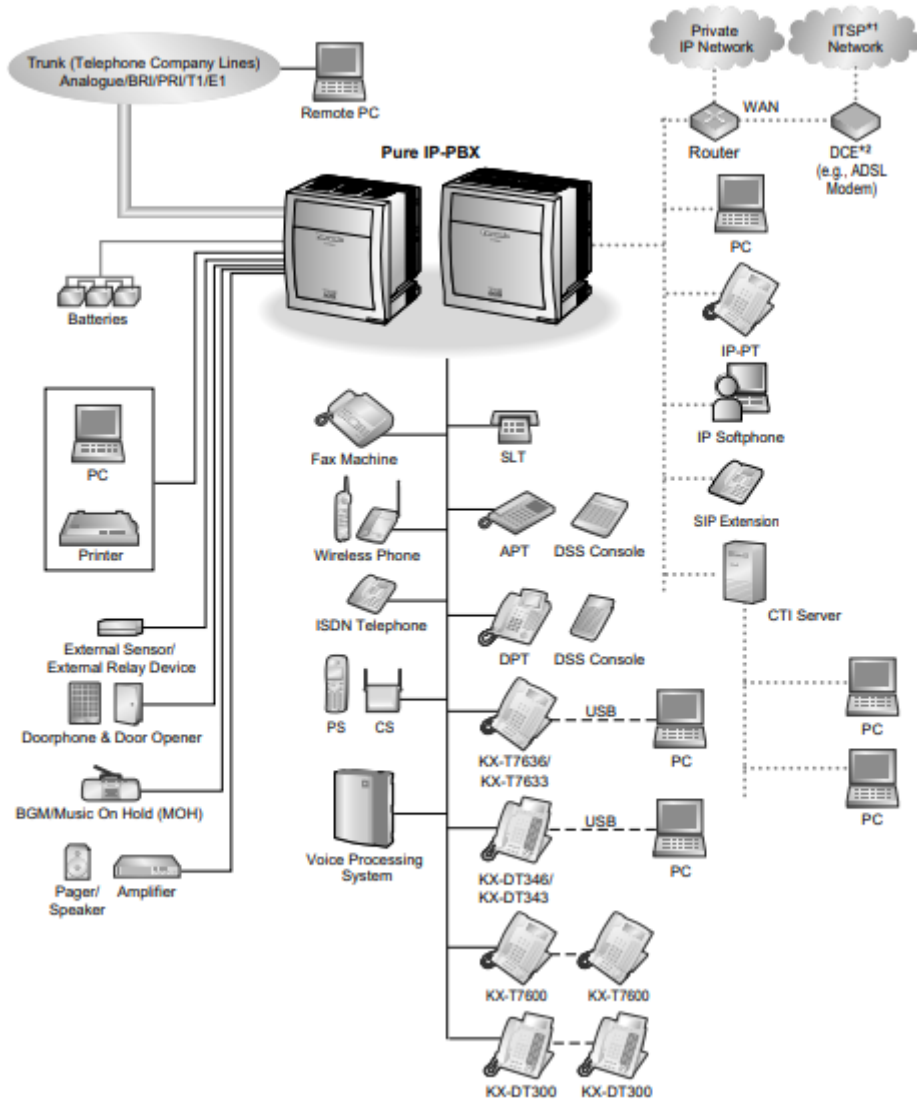 Private
IP Network
ITSP*1
Network
Trunk (Telephone Company Lines)
Analogue/BRI/PRI/T1/E1
Remote PC
WAN
Router
DCE*2
(e.g., ADSL
Modem)
Pure IP-PBX
PC
Batteries
IP-PT
Fax Machine
SLT
IP Softphone
PC
Printer
Wireless Phone
APT
DSS Console
SIP Extension
ISDN Telephone
DPT
DSS Console
CTI Server
External Sensor/
External Relay Device
Doorphone & Door Opener
PS
CS
USB
KX-T7636/
KX-T7633
PC
PC
BGM/Music On Hold (MOH)
Voice Processing
System
USB
KX-DT346/
KX-DT343
PC
PC
Pager/
Speaker
Amplifier
KX-T7600
KX-T7600
KX-DT300
KX-DT300